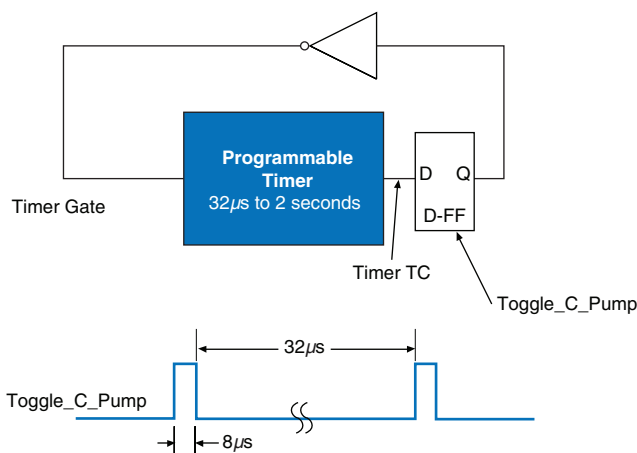 Programmable
Timer
32µs to 2 seconds
D Q
D-FF
Timer Gate
Timer TC
Toggle_C_Pump
32µs
Toggle_C_Pump
8µs